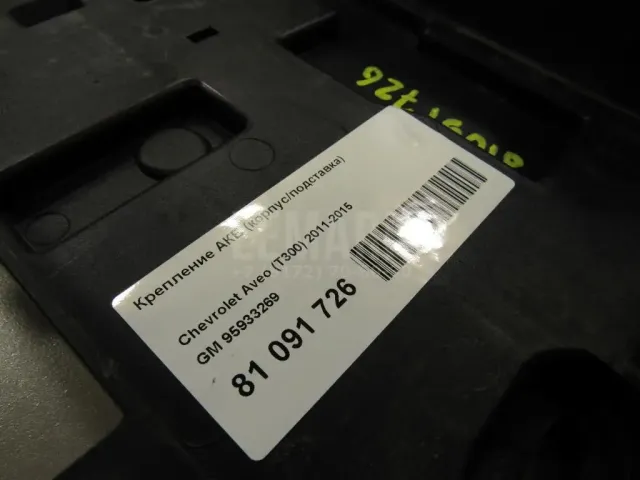 Крепление АКБ (корпус/подставка)
Chevrolet Aveo (T300) 2011-2015
GM 95933269
81 091 726